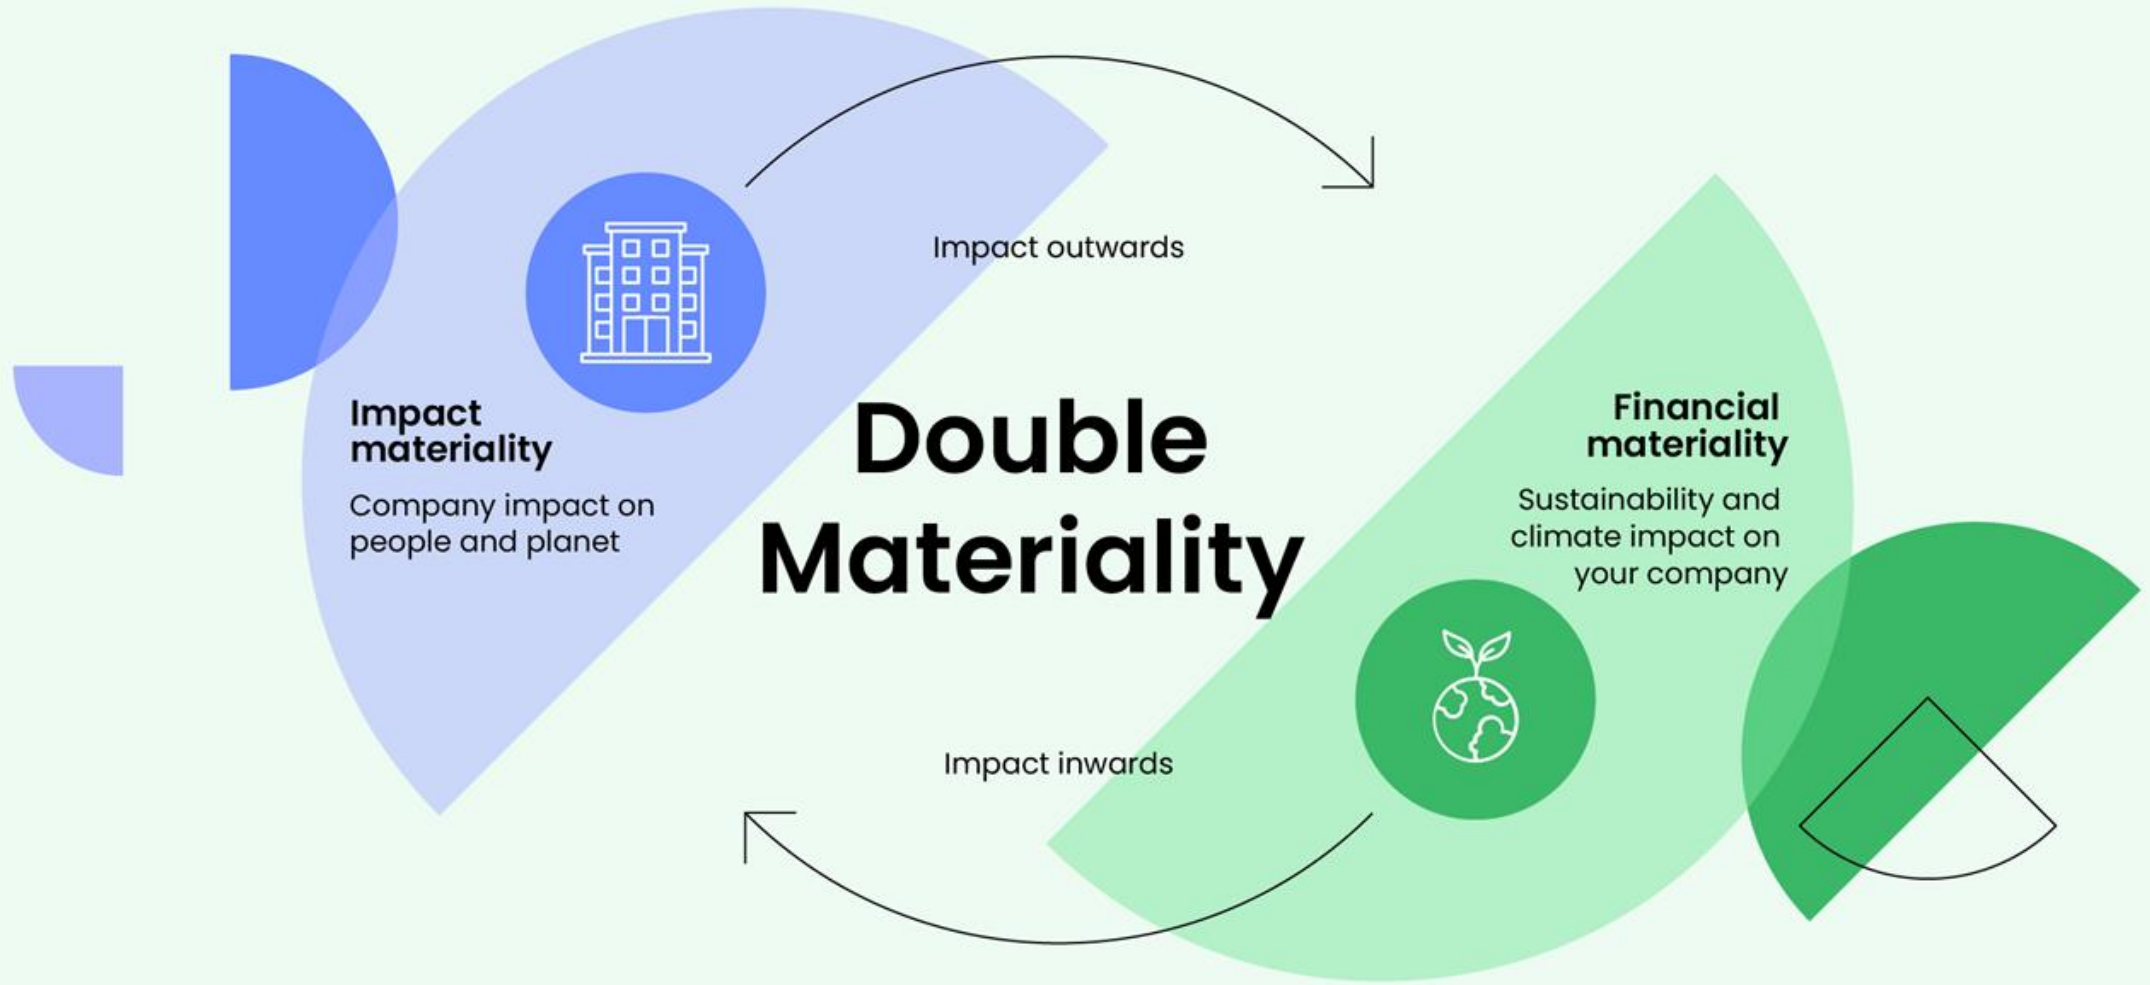 Impact outwards
Impact
materiality
Company impact on
people and planet
Double
Materiality
Financial
materiality
Sustainability and
climate impact on
your company
Impact inwards